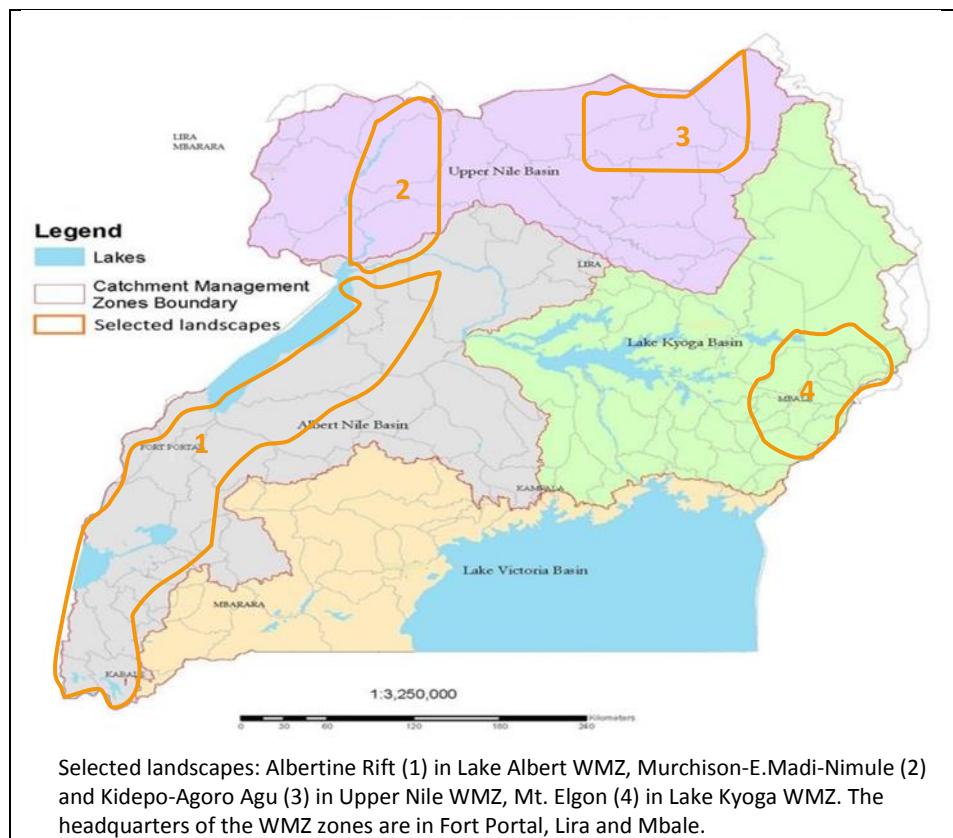 3
LIRA
MBARARA
Upper Nile Basin
2
Legend
Lakes
Catchment Management
Zones Boundary
Selected landscapes
LIRA
Lake Kyoga Basin
4
MBALE
1
FORT PORTAL
Albert Nile Basin
KAMPALA
Lake Victoria Basin
MBARARA
KABALE
1:3,250,000
Kilometers
0 30 60 120 180 240
Selected landscapes: Albertine Rift (1) in Lake Albert WMZ, Murchison-E.Madi-Nimule (2)
and Kidepo-Agoro Agu (3) in Upper Nile WMZ, Mt. Elgon (4) in Lake Kyoga WMZ. The
headquarters of the WMZ zones are in Fort Portal, Lira and Mbale.